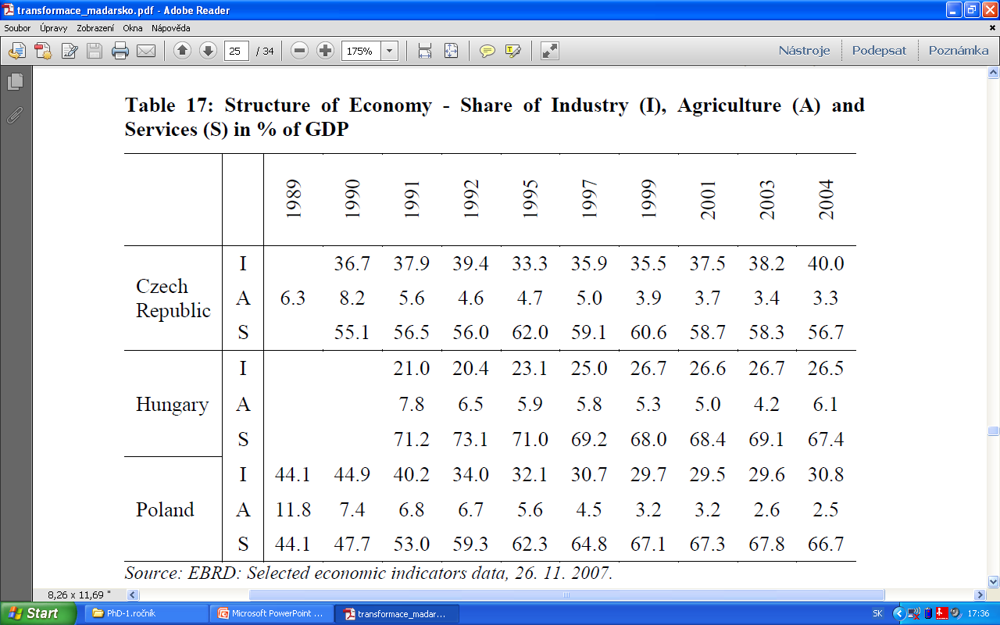 transformace_madarsko.pdf - Adobe Reader
Soubor Úpravy Zobrazení Okna Nápověda
25 / 34 175% Nástroje Podepsat Poznámka
Table 17: Structure of Economy - Share of Industry (I), Agriculture (A) and
Services (S) in % of GDP
1989 1990 1991 1992 1995 1997 1999 2001 2003 2004
Czech Republic
I 36.7 37.9 39.4 33.3 35.9 35.5 37.5 38.2 40.0
A 6.3 8.2 5.6 4.6 4.7 5.0 3.9 3.7 3.4 3.3
S 55.1 56.5 56.0 62.0 59.1 60.6 58.7 58.3 56.7
Hungary
I 21.0 20.4 23.1 25.0 26.7 26.6 26.7 26.5
A 7.8 6.5 5.9 5.8 5.3 5.0 4.2 6.1
S 71.2 73.1 71.0 69.2 68.0 68.4 69.1 67.4
Poland
I 44.1 44.9 40.2 34.0 32.1 30.7 29.7 29.5 29.6 30.8
A 11.8 7.4 6.8 6.7 5.6 4.5 3.2 3.2 2.6 2.5
S 44.1 47.7 53.0 59.3 62.3 64.8 67.1 67.3 67.8 66.7
Source: EBRD: Selected economic indicators data, 26. 11. 2007.
8,26 x 11,69 "
Start PhD-1.ročník Microsoft PowerPoint ... transformace_madar... SK 17:36